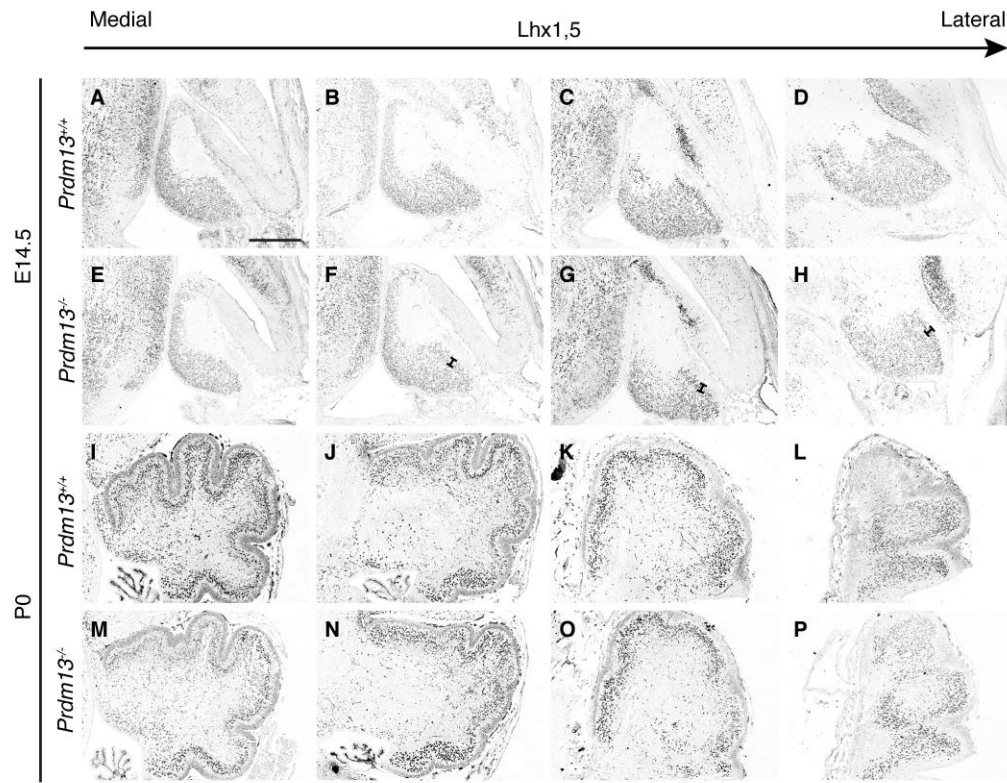 Medial Lhx1,5 Lateral
E14.5
Prdm13+/+
A B C D
Prdm13-/-
E F G H
P0
Prdm13+/+
I J K L
Prdm13-/-
M N O P